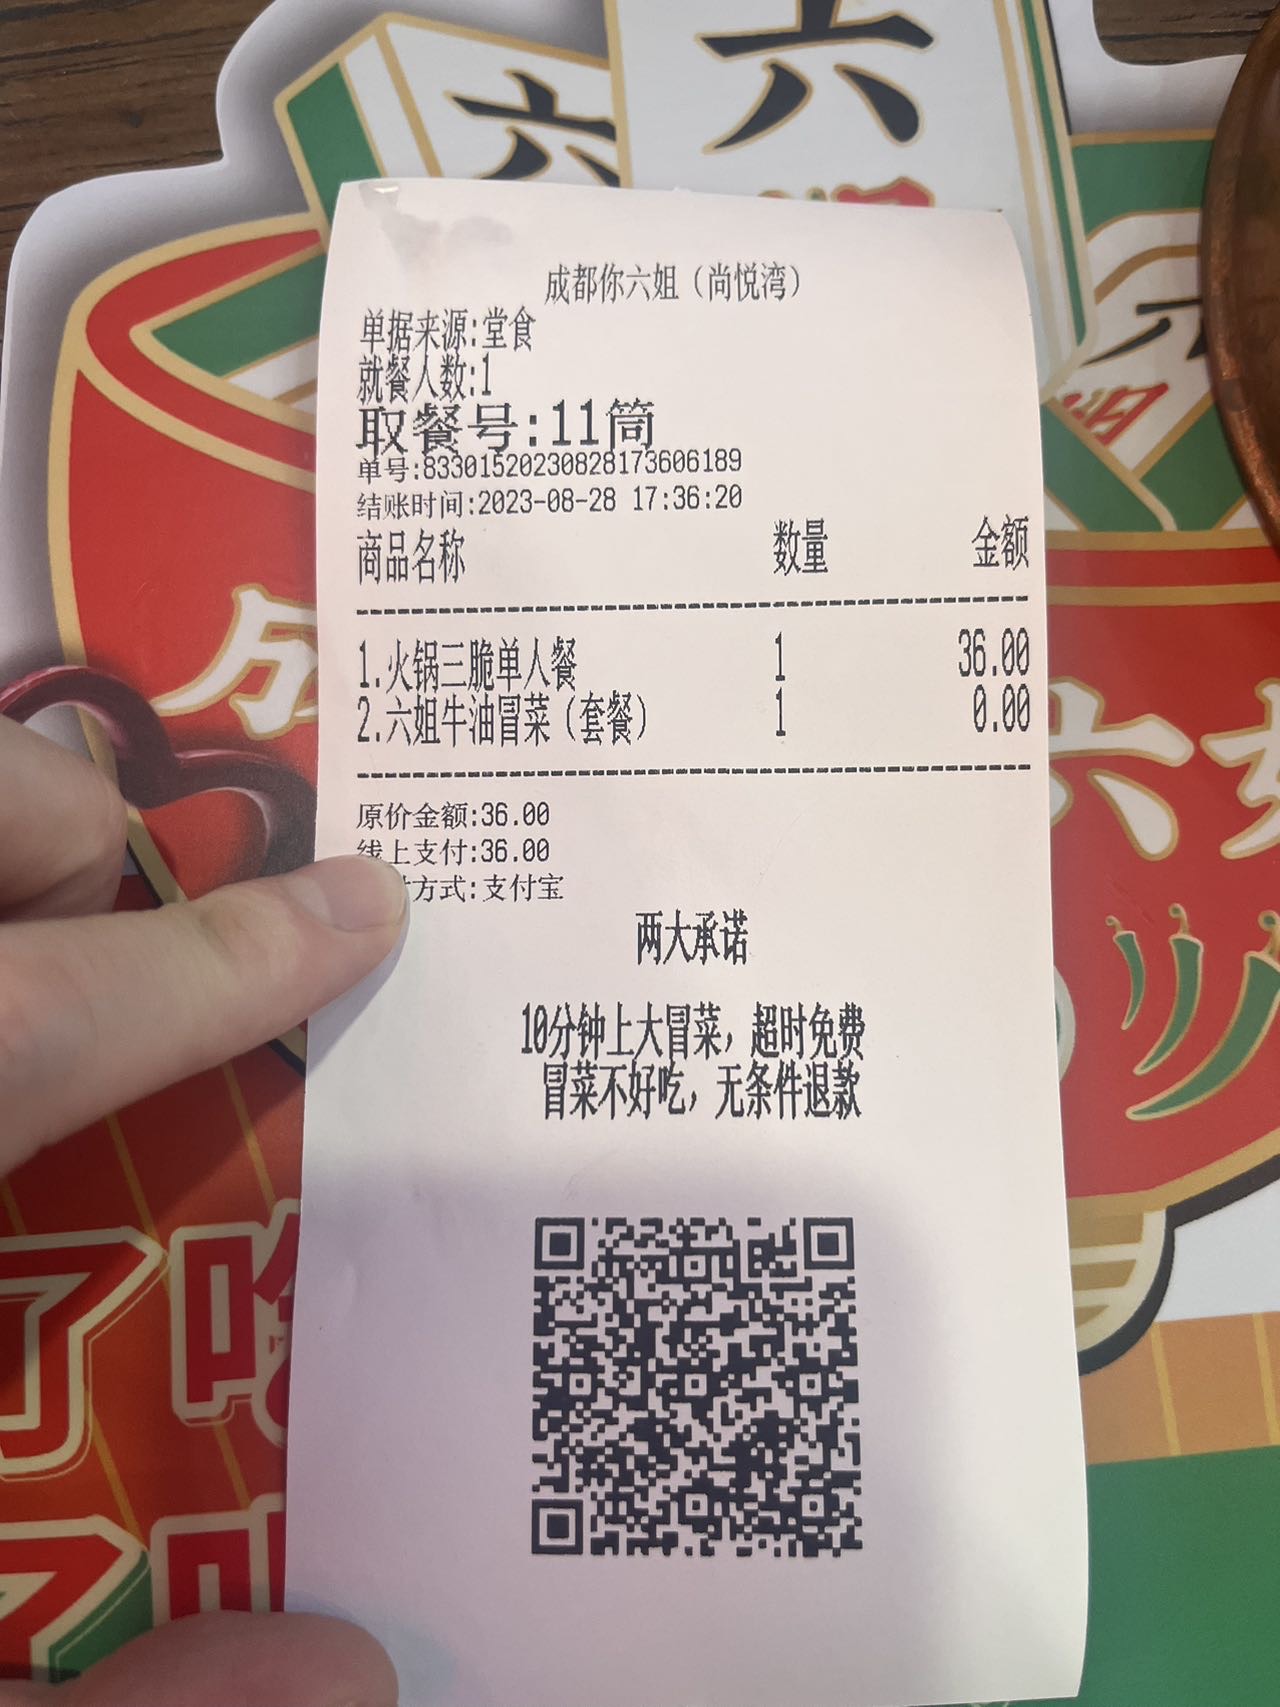 六
六
成都你六姐（尚悦湾）
单据来源:堂食
就餐人数:1
取餐号:11筒
单号:83301520230828173606189
结账时间:2023-08-28 17:36:20
商品名称 数量 金额
1.火锅三脆单人餐 1 36.00
2.六姐牛油冒菜（套餐） 1 0.00
原价金额:36.00
线上支付:36.00
方式:支付宝
两大承诺
10分钟上大冒菜，超时免费
冒菜不好吃，无条件退款
成
六
了